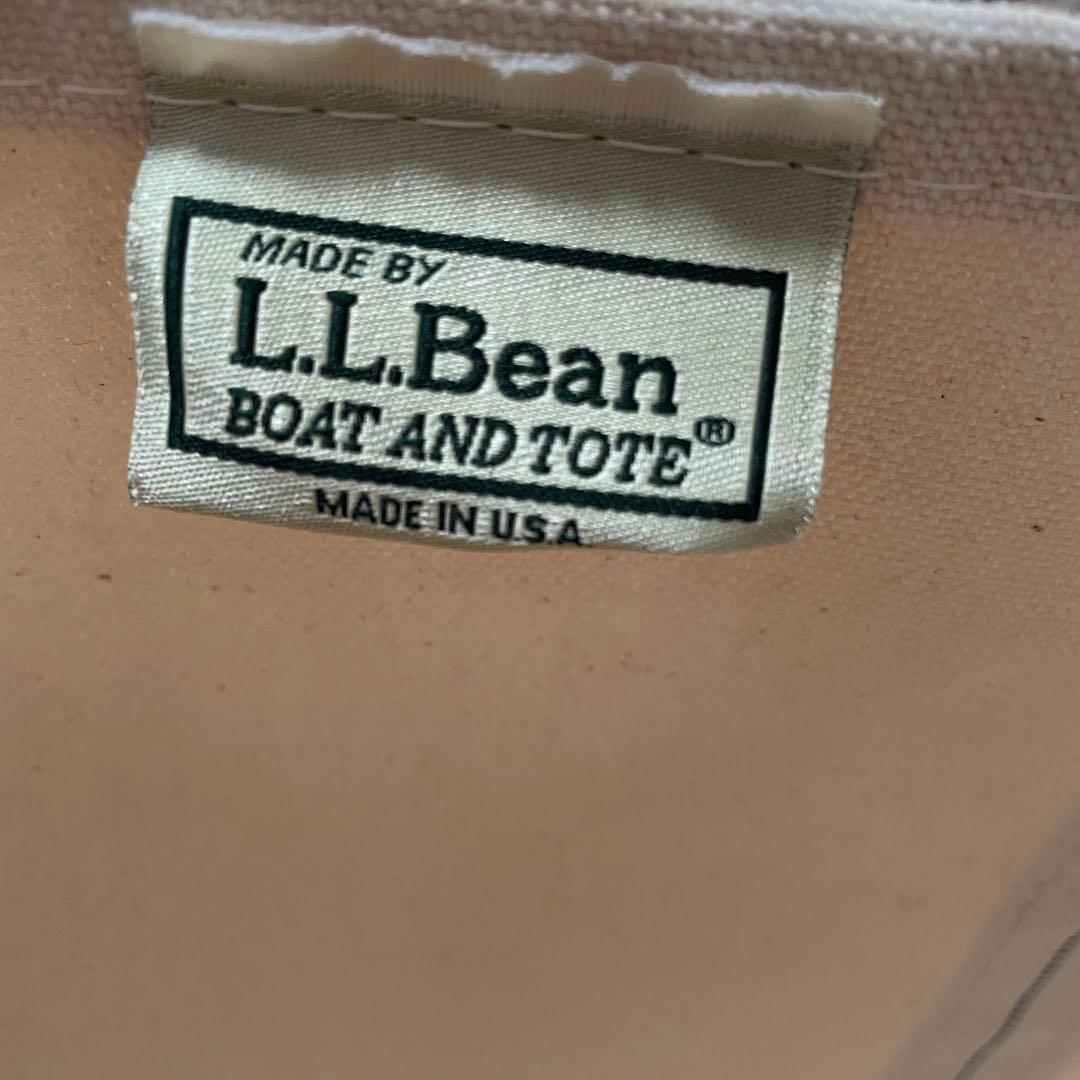 MADE BY
L.L.Bean
BOAT AND TOTE®
MADE IN U.S.A.